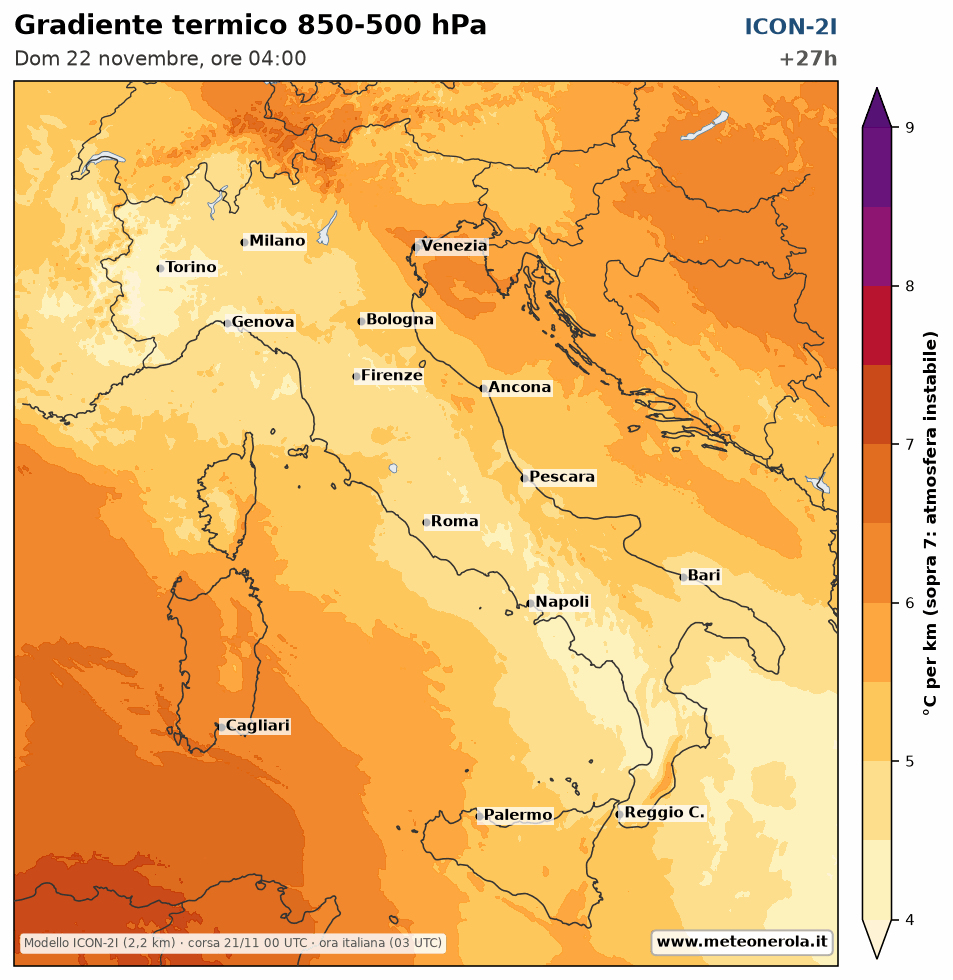 Gradiente termico 850-500 hPa
ICON-2I
Dom 22 novembre, ore 04:00
+27h
9
8
7
6
5
4
°C per km (sopra 7: atmosfera instabile)
Milano
Venezia
Torino
Genova
Bologna
Firenze
Ancona
Pescara
Roma
Bari
Napoli
Cagliari
Palermo
Reggio C.
Modello ICON-2I (2,2 km) · corsa 21/11 00 UTC · ora italiana (03 UTC)
www.meteonerola.it